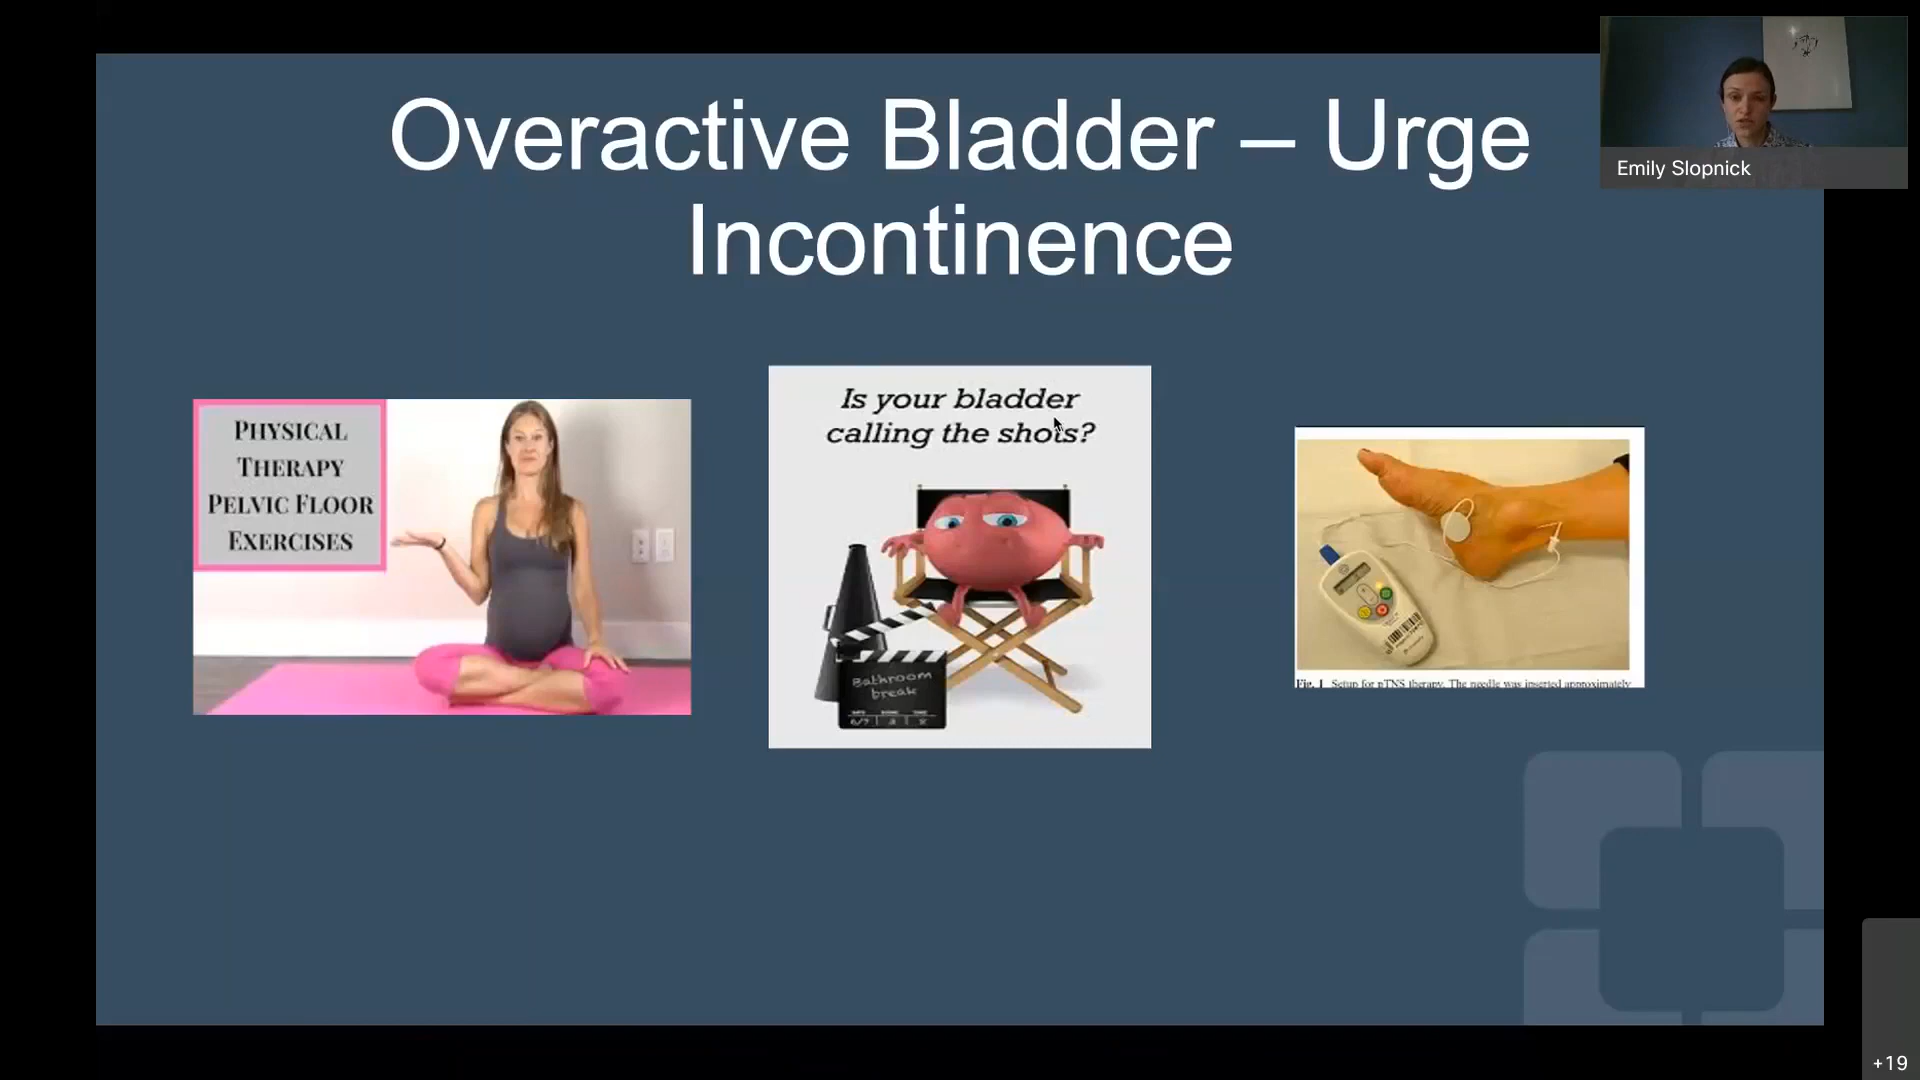 Overactive Bladder – Urge
Incontinence
Emily Slopnick
PHYSICAL
THERAPY
PELVIC FLOOR
EXERCISES
Is your bladder
calling the shots?
Bathroom
break
Fig. 1 Setup for pTNS therapy. The needle was inserted approximately
+19